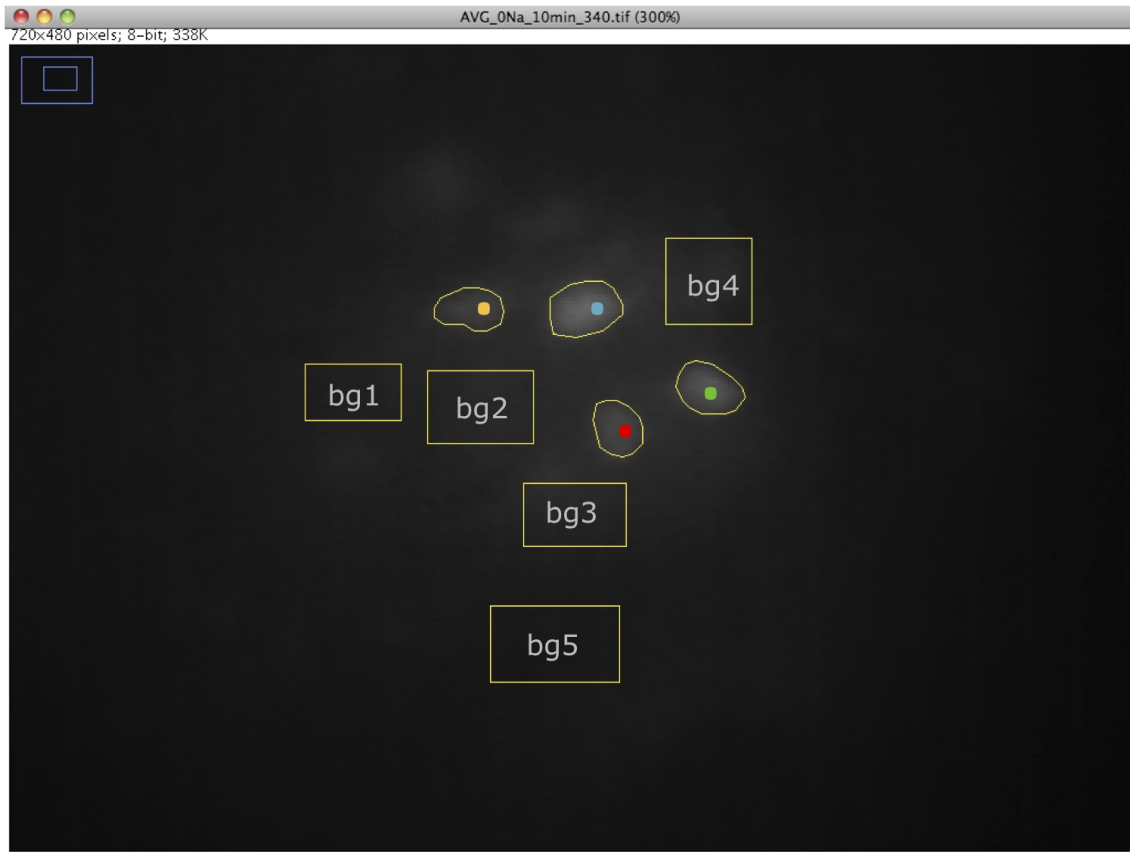 AVG_0Na_10min_340.tif (300%)
720x480 pixels; 8-bit; 338K
bg4
bg1
bg2
bg3
bg5